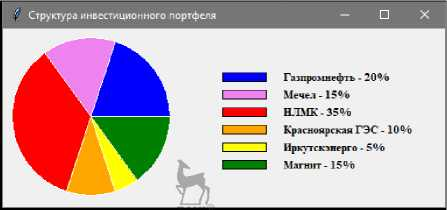 Структура инвестиционного портфеля
Газпромнефть - 20%
Мечел - 15%
НЛМК - 35%
Красноярская ГЭС - 10%
Иркутскэнерго - 5%
Магнит - 15%